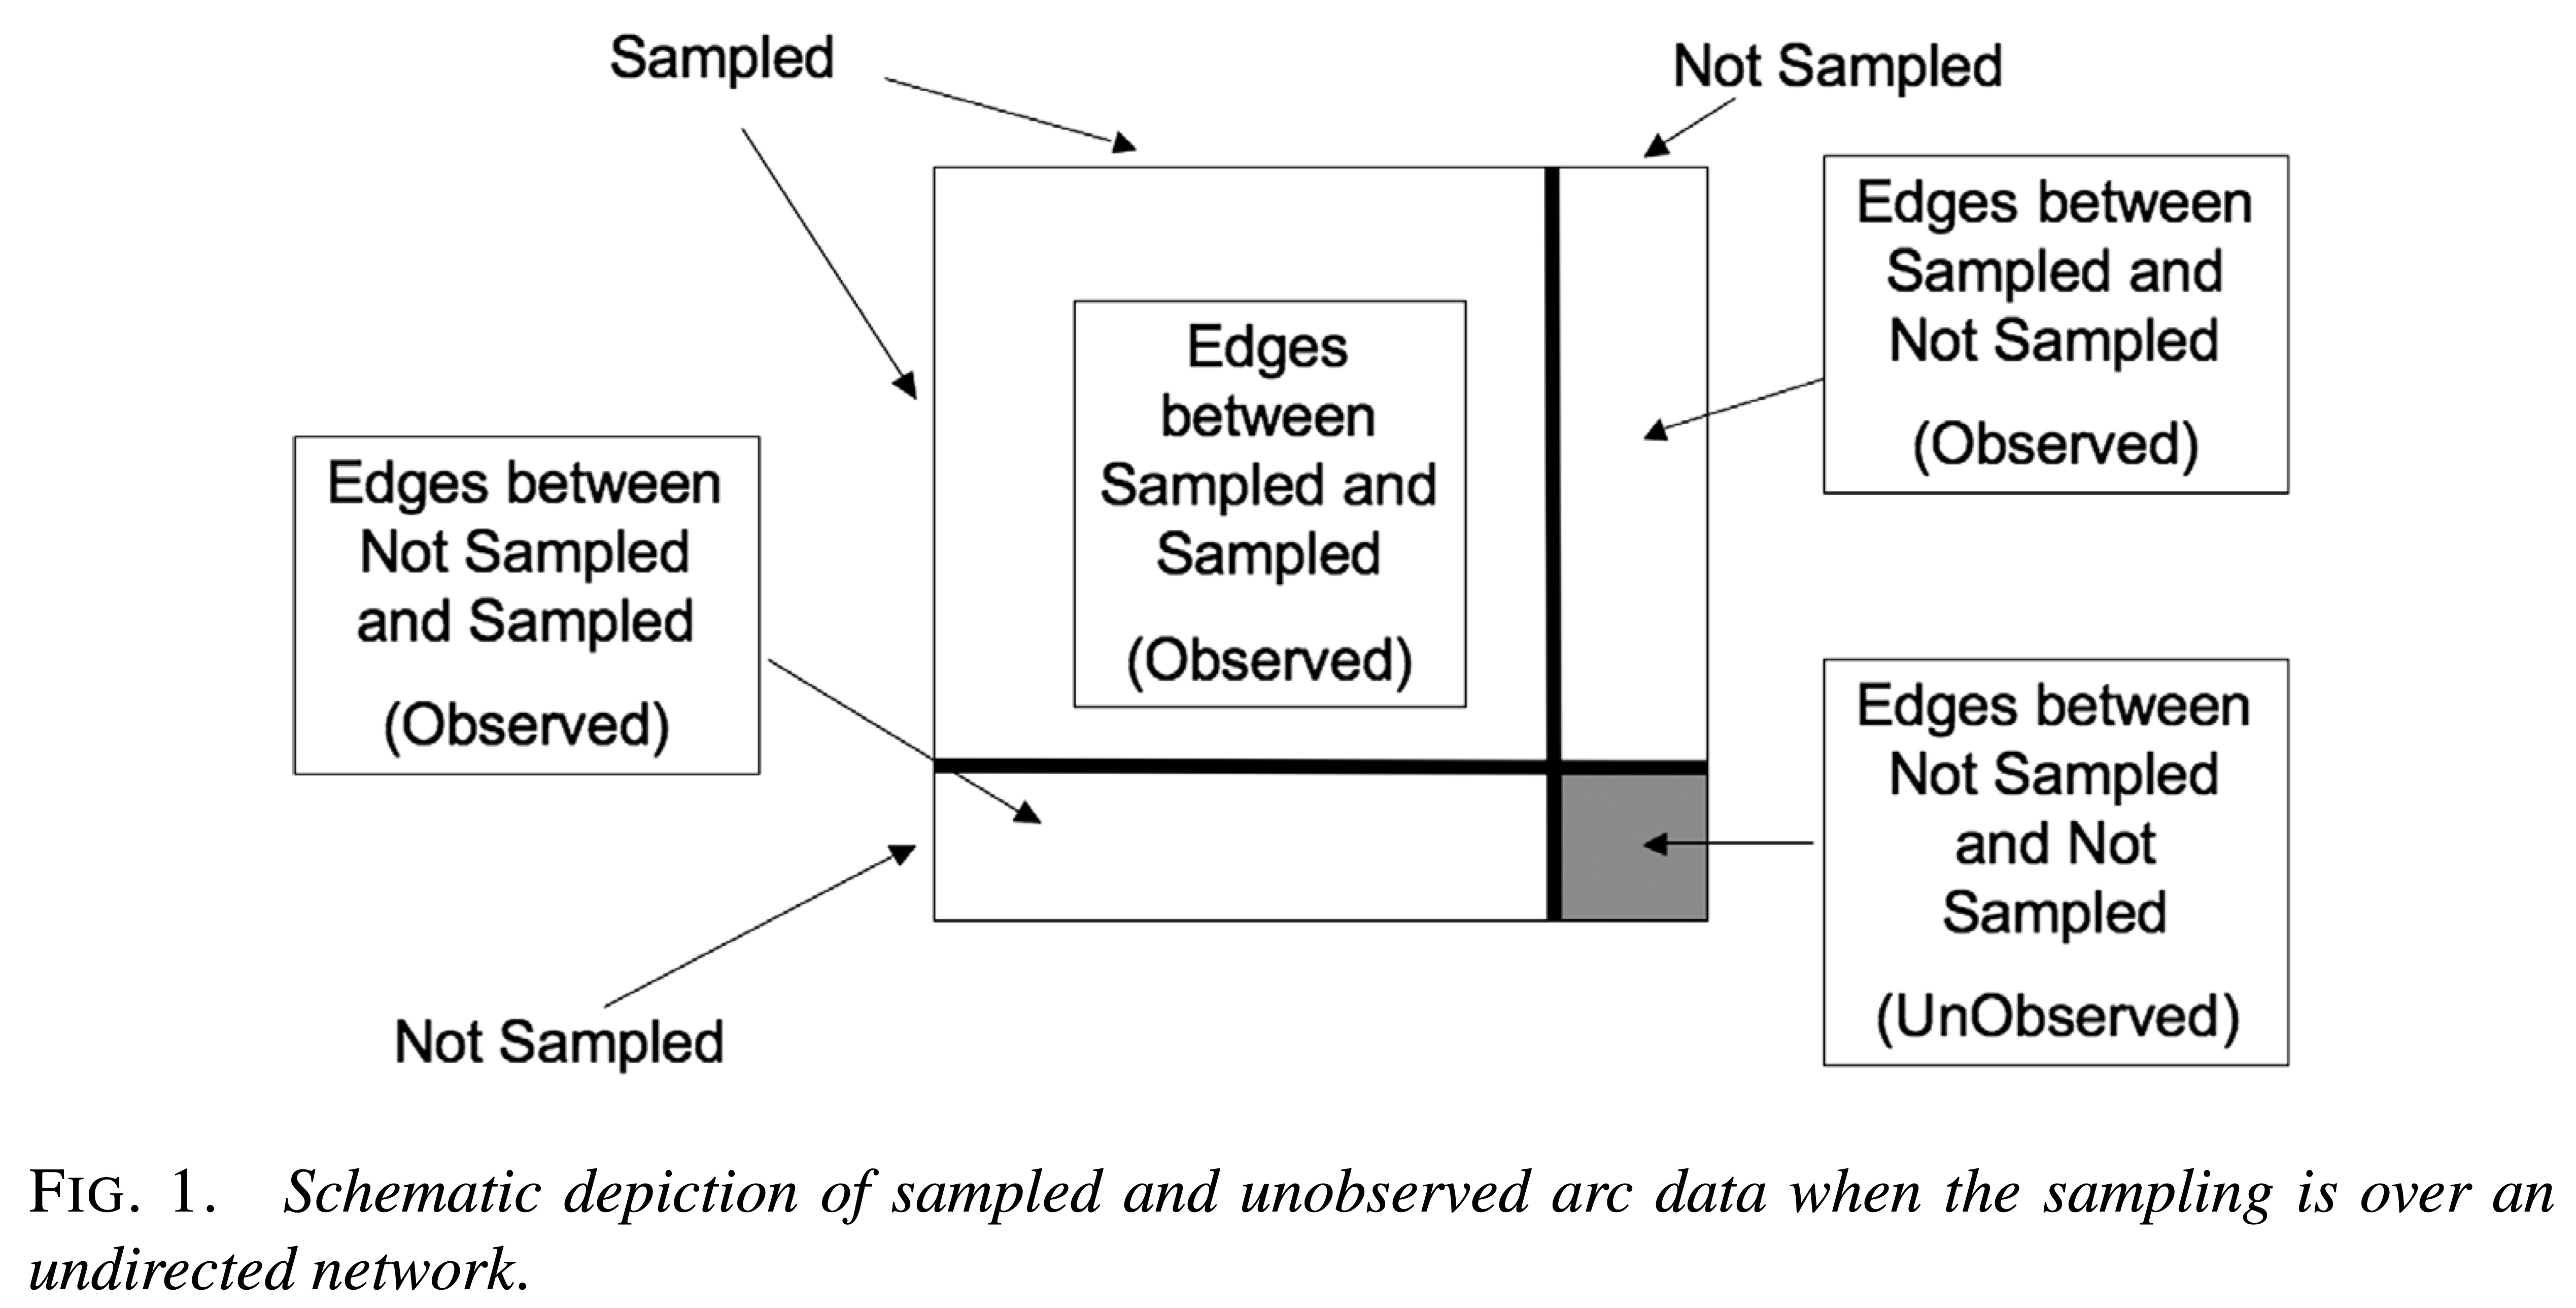 Sampled
Not Sampled
Edges between
Sampled and
Not Sampled
(Observed)
Edges
between
Sampled and
Sampled
(Observed)
Edges between
Not Sampled
and Sampled
(Observed)
Edges between
Not Sampled
and Not
Sampled
(UnObserved)
Not Sampled
FIG. 1. Schematic depiction of sampled and unobserved arc data when the sampling is over an
undirected network.